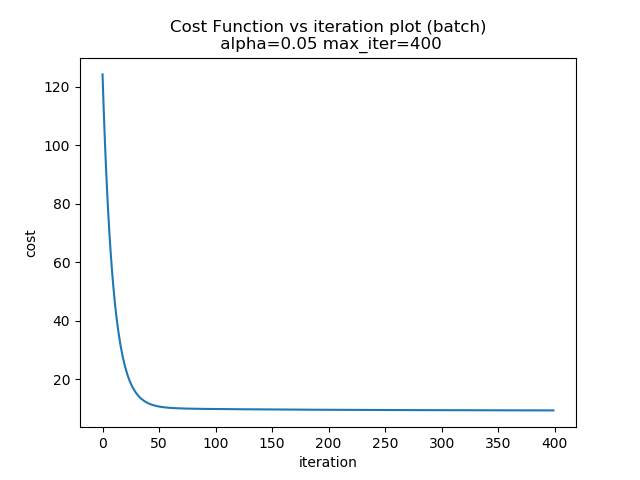 Cost Function vs iteration plot (batch)
alpha=0.05 max_iter=400
120
100
80
60
40
20
cost
0 50 100 150 200 250 300 350 400
iteration